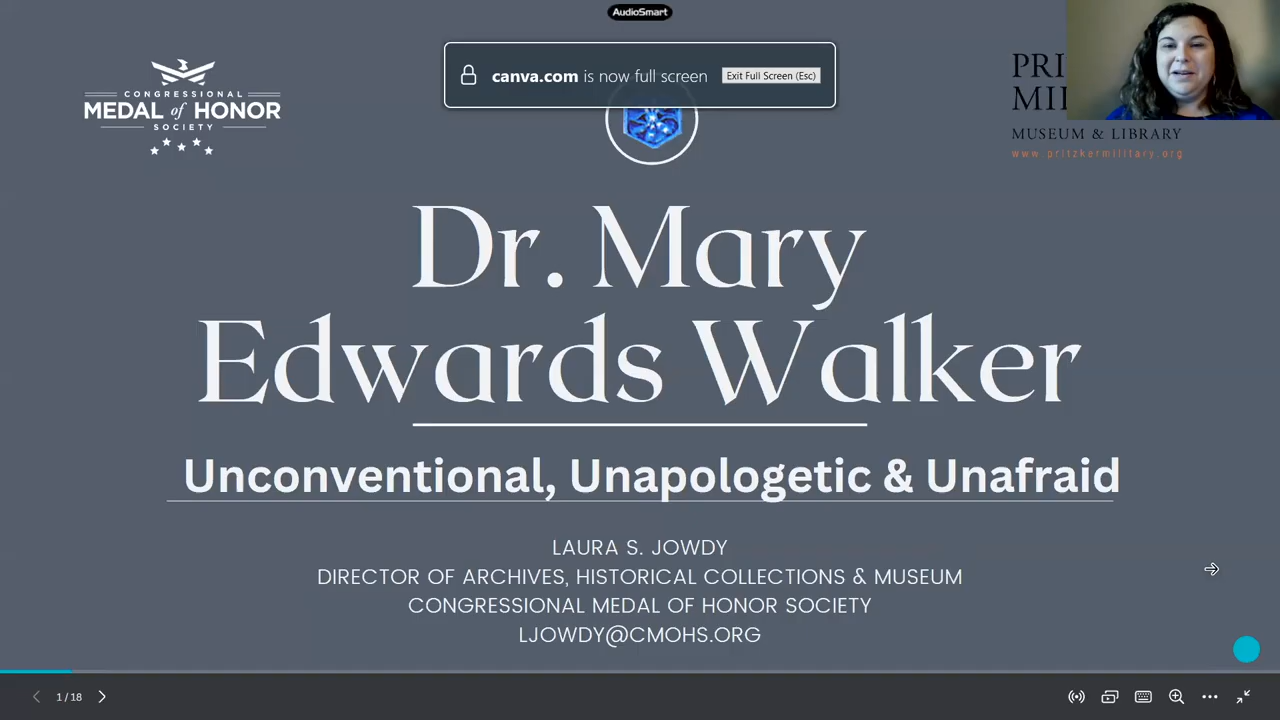 AudioSmart
canva.com is now full screen Exit Full Screen (Esc)
CONGRESSIONAL
MEDAL of HONOR
SOCIETY
MUSEUM & LIBRARY
www.pritzkermilitary.org
Dr. Mary
Edwards Walker
Unconventional, Unapologetic & Unafraid
LAURA S. JOWDY
DIRECTOR OF ARCHIVES, HISTORICAL COLLECTIONS & MUSEUM
CONGRESSIONAL MEDAL OF HONOR SOCIETY
LJOWDY@CMOHS.ORG
1 / 18